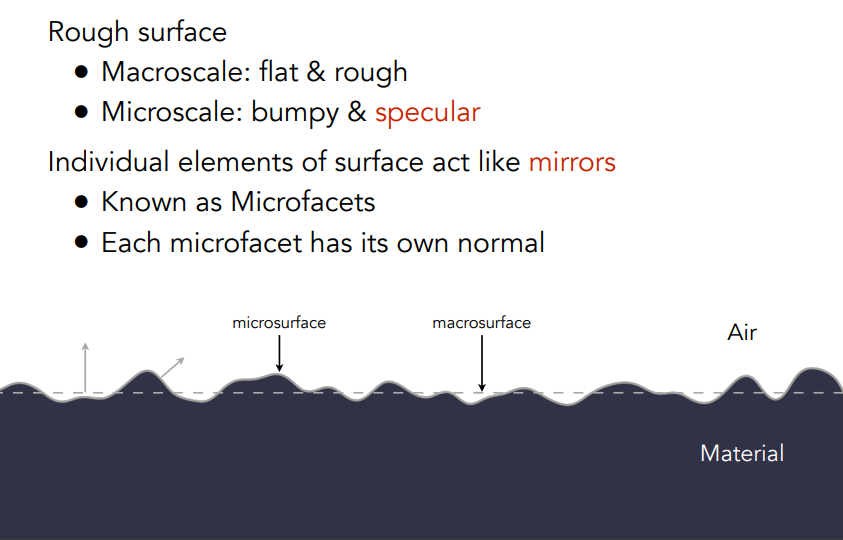 Rough surface
● Macroscale: flat & rough
● Microscale: bumpy & specular
Individual elements of surface act like mirrors
● Known as Microfacets
● Each microfacet has its own normal
microsurface
macrosurface
Air
Material